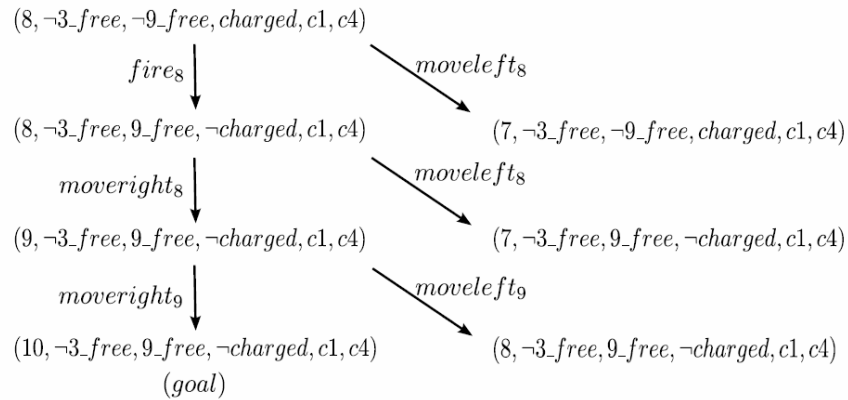 (8, ¬3_free, ¬9_free, charged, c1, c4)
fire₈
moveleft₈
(8, ¬3_free, 9_free, ¬charged, c1, c4)
(7, ¬3_free, ¬9_free, charged, c1, c4)
moveright₈
moveleft₈
(9, ¬3_free, 9_free, ¬charged, c1, c4)
(7, ¬3_free, 9_free, ¬charged, c1, c4)
moveright₉
moveleft₉
(10, ¬3_free, 9_free, ¬charged, c1, c4)
(8, ¬3_free, 9_free, ¬charged, c1, c4)
(goal)